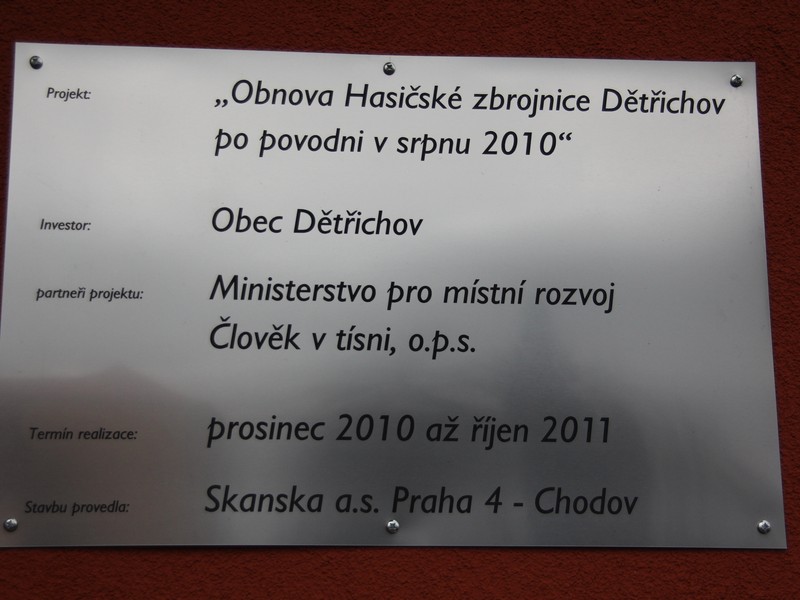 Projekt: „Obnova Hasičské zbrojnice Dětřichov
po povodni v srpnu 2010“
Investor: Obec Dětřichov
partneři projektu: Ministerstvo pro místní rozvoj
Člověk v tísni, o.p.s.
Termín realizace: prosinec 2010 až říjen 2011
Stavbu provedla: Skanska a.s. Praha 4 - Chodov